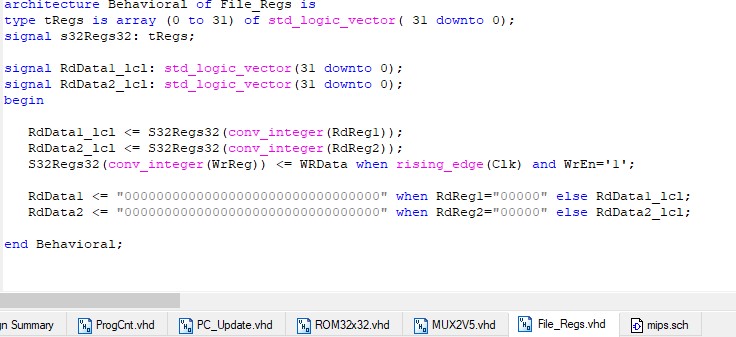 architecture Behavioral of File_Regs is
type tRegs is array (0 to 31) of std_logic_vector( 31 downto 0);
signal s32Regs32: tRegs;
signal RdData1_lcl: std_logic_vector(31 downto 0);
signal RdData2_lcl: std_logic_vector(31 downto 0);
begin
RdData1_lcl <= S32Regs32(conv_integer(RdReg1));
RdData2_lcl <= S32Regs32(conv_integer(RdReg2));
S32Regs32(conv_integer(WrReg)) <= WRData when rising_edge(Clk) and WrEn='1';
RdData1 <= "00000000000000000000000000000000" when RdReg1="00000" else RdData1_lcl;
RdData2 <= "00000000000000000000000000000000" when RdReg2="00000" else RdData2_lcl;
end Behavioral;
n Summary ProgCnt.vhd PC_Update.vhd ROM32x32.vhd MUX2V5.vhd File_Regs.vhd mips.sch